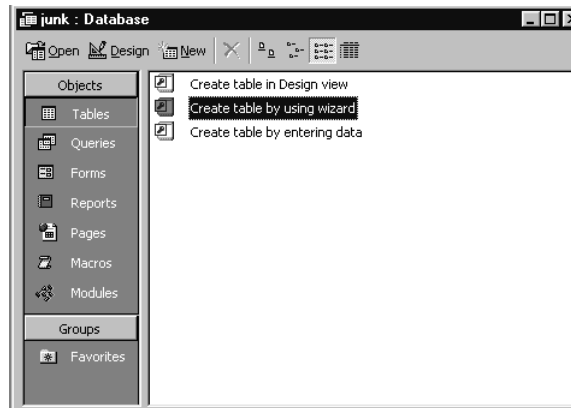 junk : Database
Open Design New
Objects
Tables
Queries
Forms
Reports
Pages
Macros
Modules
Groups
Favorites
Create table in Design view
Create table by using wizard
Create table by entering data